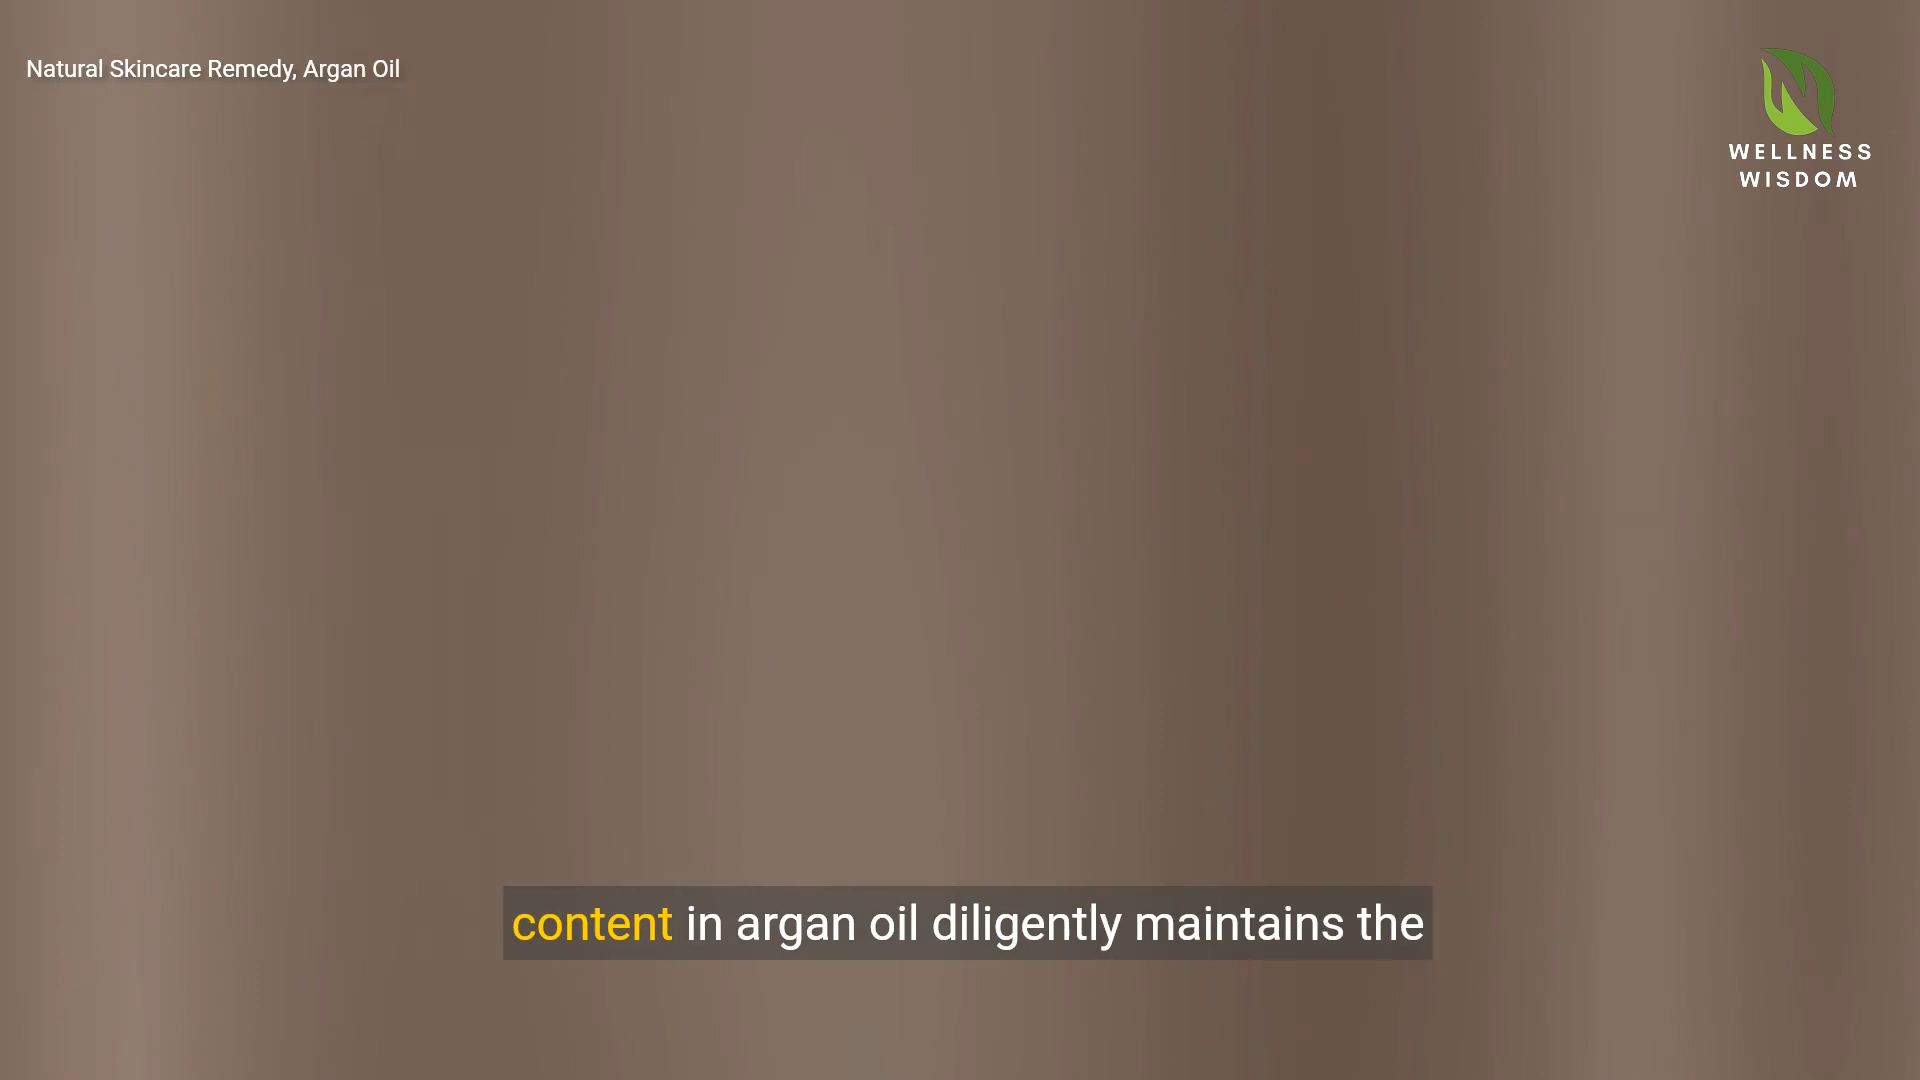 Natural Skincare Remedy, Argan Oil
WELLNESS
WISDOM
content in argan oil diligently maintains the